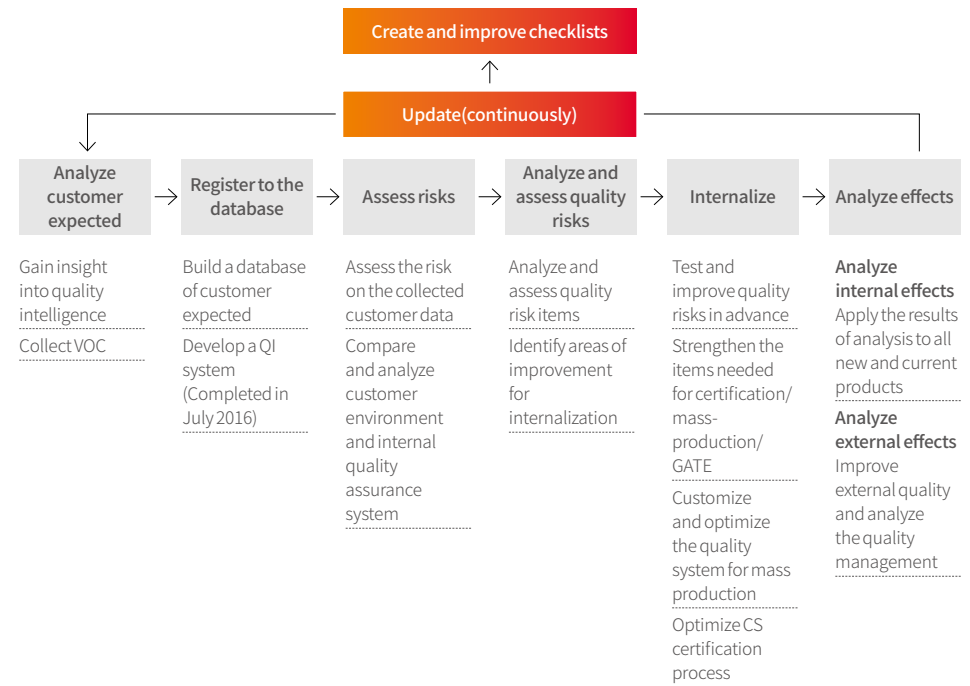 Create and improve checklists
Update(continuously)
Analyze
customer
expected
Register to the
database
Assess risks
Analyze and
assess quality
risks
Internalize
Analyze effects
Gain insight
into quality
intelligence
Collect VOC
Build a database
of customer
expected
Develop a QI
system
(Completed in
July 2016)
Assess the risk
on the collected
customer data
Compare
and analyze
customer
environment
and internal
quality
assurance
system
Analyze and
assess quality
risk items
Identify areas of
improvement
for
internalization
Test and
improve quality
risks in advance
Strengthen the
items needed
for certification/
mass-
production/
GATE
Customize
and optimize
the quality
system for mass
production
Optimize CS
certification
process
Analyze
internal effects
Apply the results
of analysis to all
new and current
products
Analyze
external effects
Improve
external quality
and analyze
the quality
management